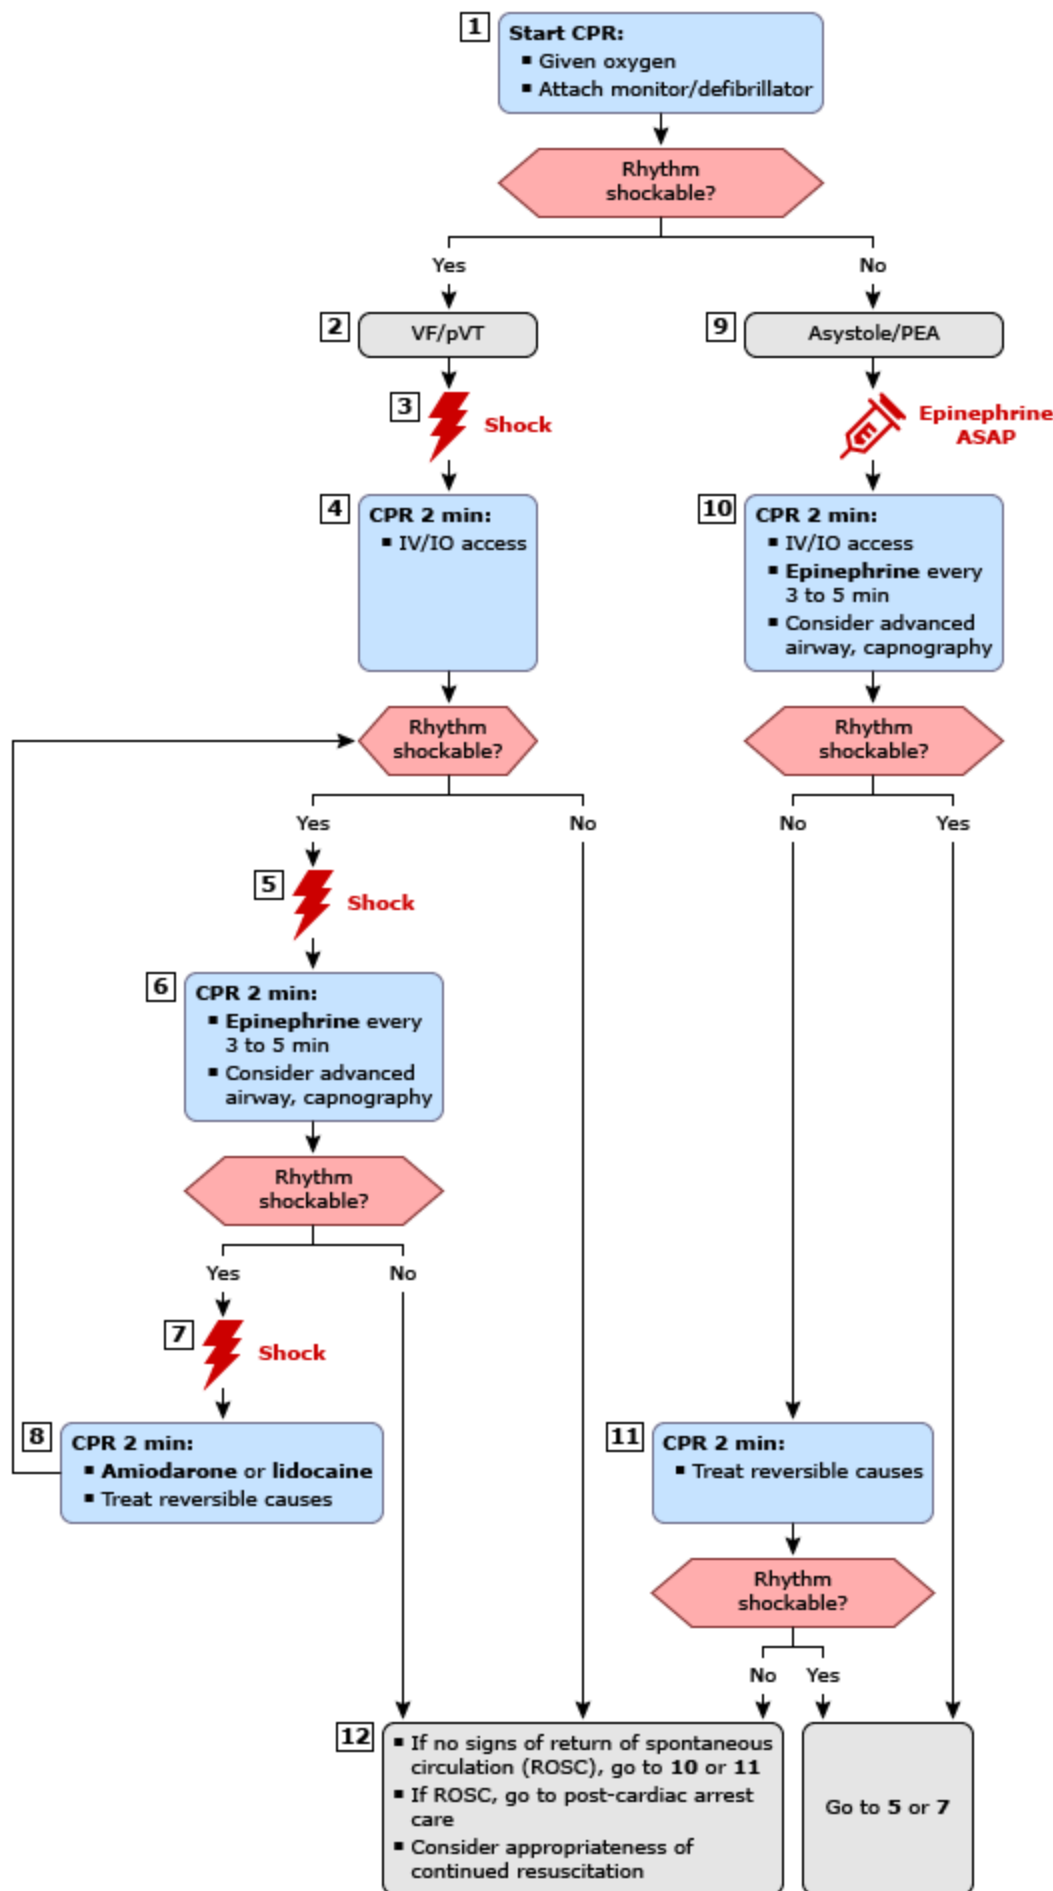 1
Start CPR:
▪ Given oxygen
▪ Attach monitor/defibrillator
Rhythm
shockable?
Yes
No
2
VF/pVT
9
Asystole/PEA
3
Shock
Epinephrine
ASAP
4
CPR 2 min:
▪ IV/IO access
10
CPR 2 min:
▪ IV/IO access
▪ Epinephrine every
3 to 5 min
▪ Consider advanced
airway, capnography
Rhythm
shockable?
Rhythm
shockable?
Yes
No
No
Yes
5
Shock
6
CPR 2 min:
▪ Epinephrine every
3 to 5 min
▪ Consider advanced
airway, capnography
Rhythm
shockable?
Yes
No
7
Shock
8
CPR 2 min:
▪ Amiodarone or lidocaine
▪ Treat reversible causes
11
CPR 2 min:
▪ Treat reversible causes
Rhythm
shockable?
No
Yes
12
▪ If no signs of return of spontaneous
circulation (ROSC), go to 10 or 11
▪ If ROSC, go to post-cardiac arrest
care
▪ Consider appropriateness of
continued resuscitation
Go to 5 or 7